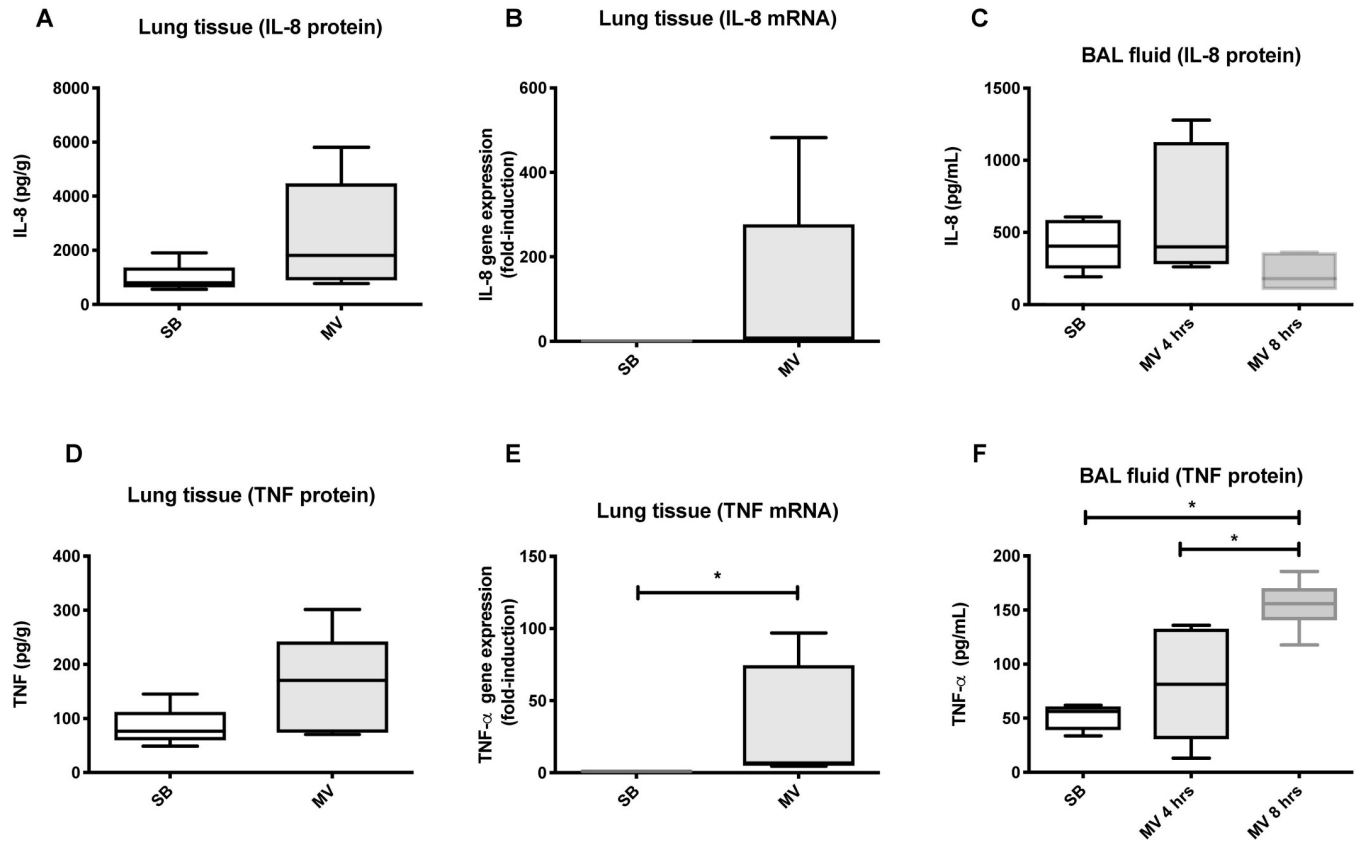 A
Lung tissue (IL-8 protein)
IL-8 (pg/g)
8000
6000
4000
2000
0
SB
MV
B
Lung tissue (IL-8 mRNA)
IL-8 gene expression
(fold-induction)
600
400
200
0
SB
MV
C
BAL fluid (IL-8 protein)
IL-8 (pg/mL)
1500
1000
500
0
SB
MV 4 hrs
MV 8 hrs
D
Lung tissue (TNF protein)
TNF (pg/g)
400
300
200
100
0
SB
MV
E
Lung tissue (TNF mRNA)
TNF-α gene expression
(fold-induction)
150
100
50
0
*
SB
MV
F
BAL fluid (TNF protein)
*
*
TNF-α (pg/mL)
200
150
100
50
0
SB
MV 4 hrs
MV 8 hrs